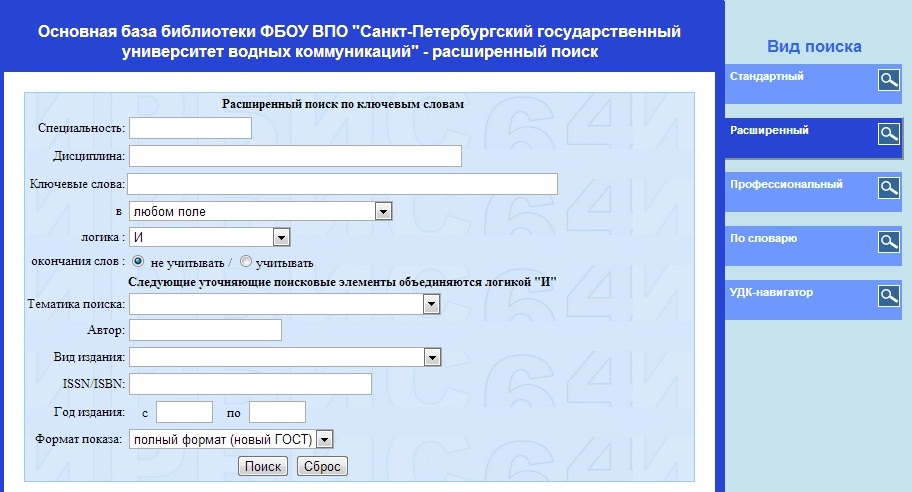 Основная база библиотеки ФБОУ ВПО "Санкт-Петербургский государственный
университет водных коммуникаций" - расширенный поиск
Расширенный поиск по ключевым словам
Специальность:
Дисциплина:
Ключевые слова:
в любом поле
логика : И
окончания слов : не учитывать / учитывать
Следующие уточняющие поисковые элементы объединяются логикой "И"
Тематика поиска:
Автор:
Вид издания:
ISSN/ISBN:
Год издания: с по
Формат показа: полный формат (новый ГОСТ)
Поиск Сброс
Вид поиска
Стандартный
Расширенный
Профессиональный
По словарю
УДК-навигатор
ИРБИС 64